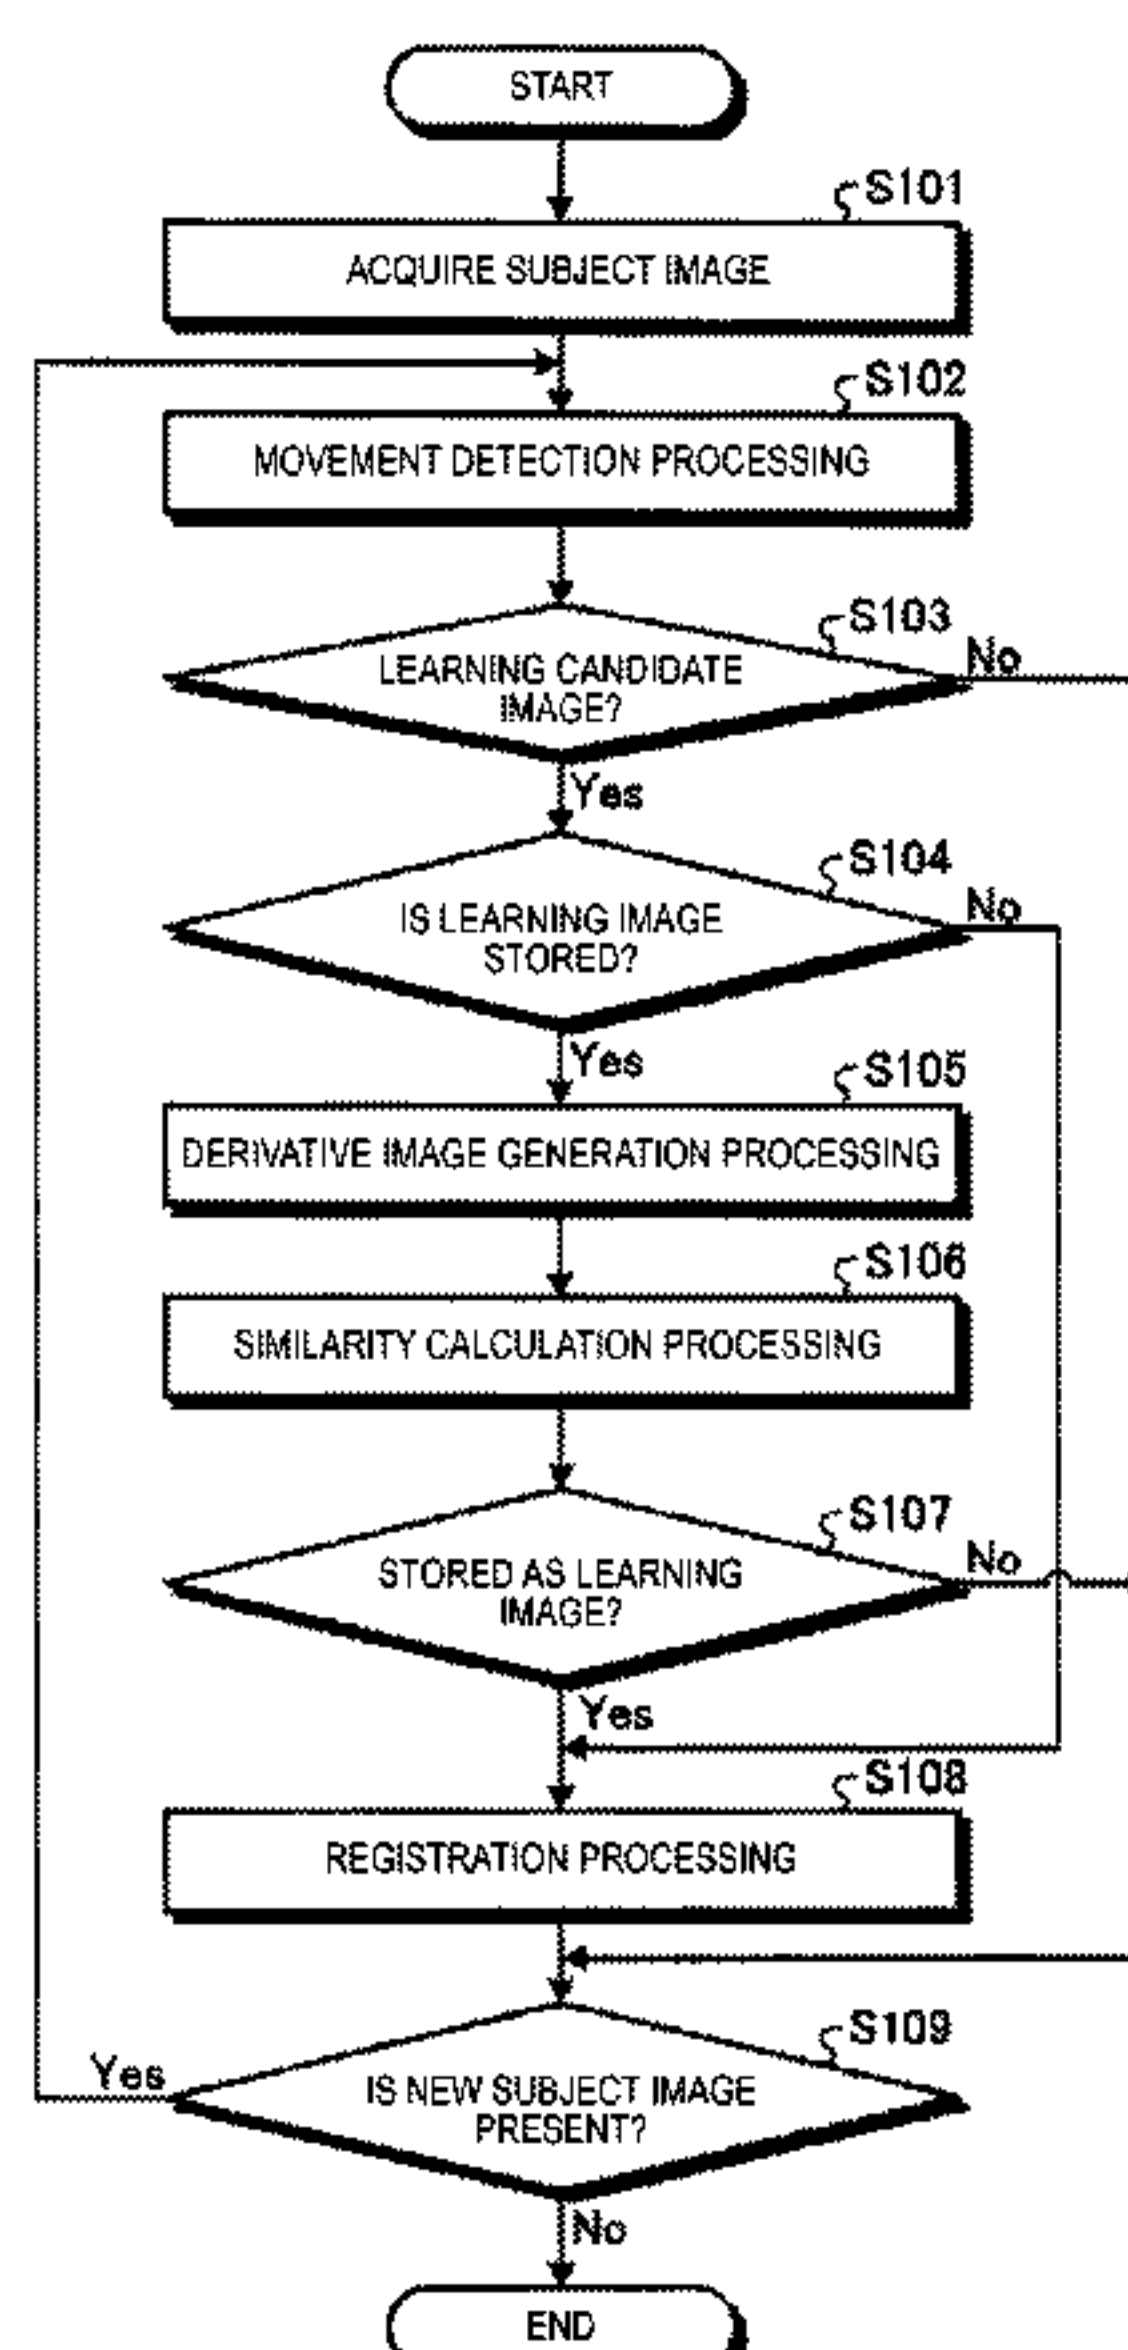 START
S101
ACQUIRE SUBJECT IMAGE
S102
MOVEMENT DETECTION PROCESSING
S103
LEARNING CANDIDATE
IMAGE?
No
Yes
S104
IS LEARNING IMAGE
STORED?
No
Yes
S105
DERIVATIVE IMAGE GENERATION PROCESSING
S106
SIMILARITY CALCULATION PROCESSING
S107
STORED AS LEARNING
IMAGE?
No
Yes
S108
REGISTRATION PROCESSING
S109
IS NEW SUBJECT IMAGE
PRESENT?
Yes
No
END